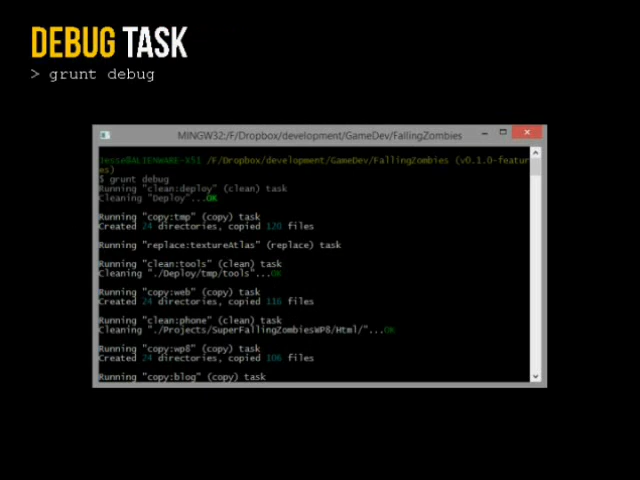 DEBUG TASK
> grunt debug
MINGW32:/F/Dropbox/development/GameDev/FallingZombies
Jesse@ALIENWARE-X51 /F/Dropbox/development/GameDev/FallingZombies (v0.1.0-featur
es)
$ grunt debug
Running "clean:deploy" (clean) task
Cleaning "Deploy"...OK
Running "copy:tmp" (copy) task
Created 24 directories, copied 120 files
Running "replace:textureAtlas" (replace) task
Running "clean:tools" (clean) task
Cleaning "./Deploy/tmp/tools"...OK
Running "copy:web" (copy) task
Created 24 directories, copied 116 files
Running "clean:phone" (clean) task
Cleaning "./Projects/SuperFallingZombiesWP8/Html/"...OK
Running "copy:wp8" (copy) task
Created 24 directories, copied 106 files
Running "copy:blog" (copy) task